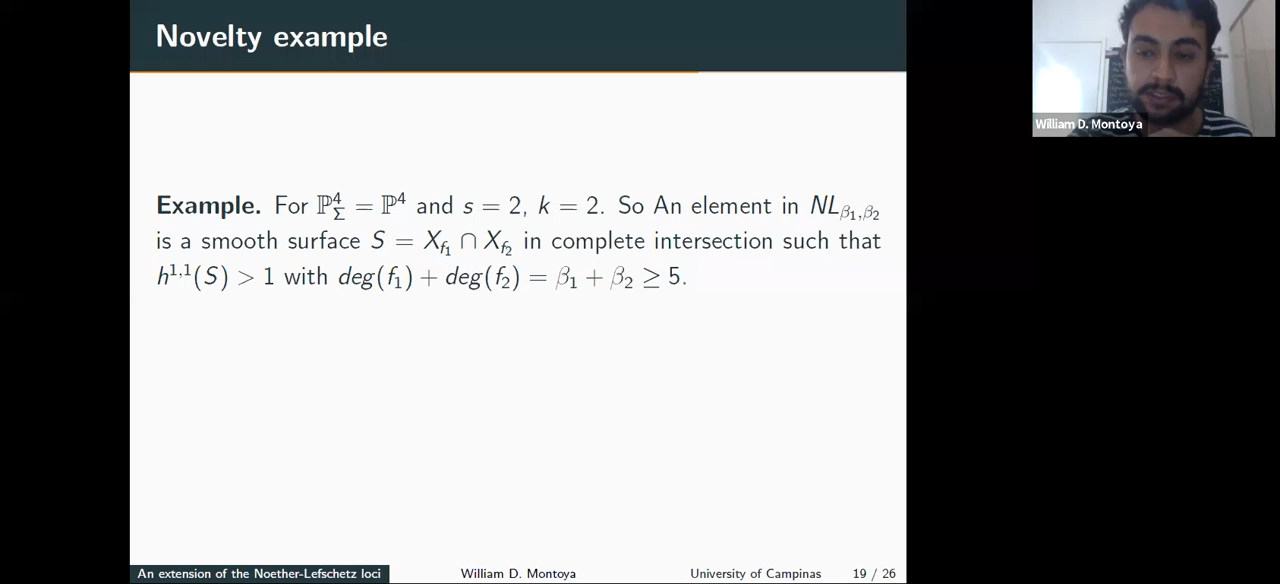 Novelty example
William D. Montoya
Example. For ℙ⁴_Σ = ℙ⁴ and s = 2, k = 2. So An element in NL_{β₁,β₂}
is a smooth surface S = X_{f₁} ∩ X_{f₂} in complete intersection such that
h^{1,1}(S) > 1 with deg(f₁) + deg(f₂) = β₁ + β₂ ≥ 5.
An extension of the Noether-Lefschetz loci William D. Montoya University of Campinas 19 / 26